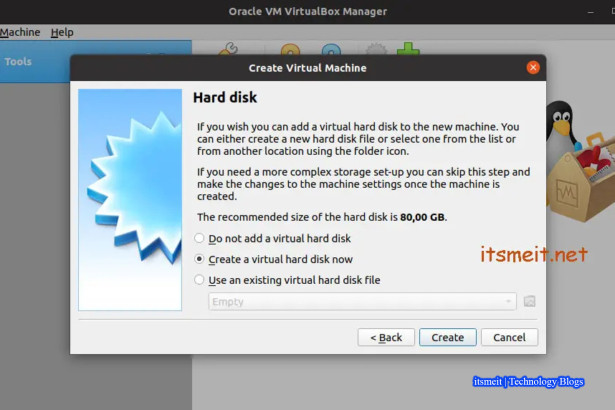 Oracle VM VirtualBox Manager
Machine Help
Tools
Create Virtual Machine
Hard disk
If you wish you can add a virtual hard disk to the new machine. You
can either create a new hard disk file or select one from the list or
from another location using the folder icon.
If you need a more complex storage set-up you can skip this step and
make the changes to the machine settings once the machine is
created.
The recommended size of the hard disk is 80,00 GB.
Do not add a virtual hard disk
Create a virtual hard disk now
Use an existing virtual hard disk file
Empty
< Back Create Cancel
itsmeit.net
itsmeit | Technology Blogs